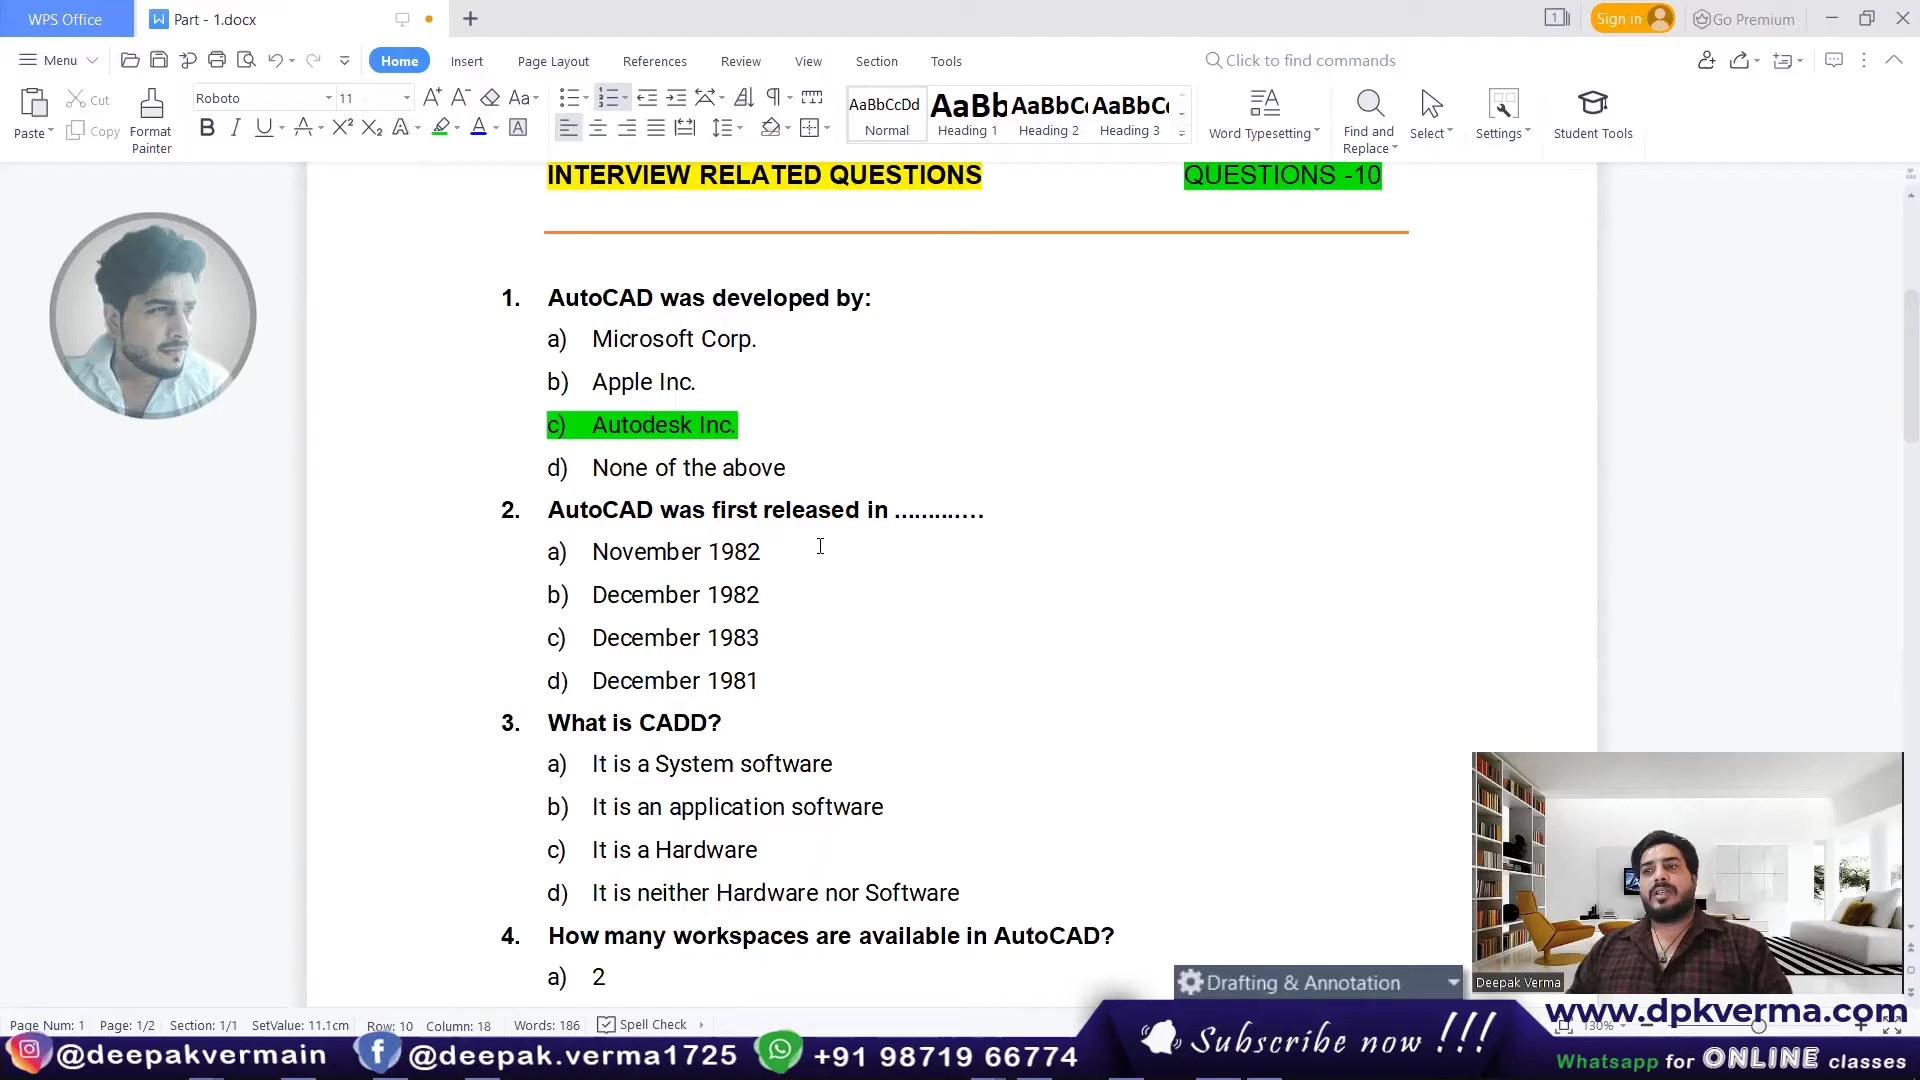 WPS Office
Part - 1.docx
Sign in
Go Premium
Menu
Home
Insert
Page Layout
References
Review
View
Section
Tools
Click to find commands
Paste
Cut
Copy
Format
Painter
Roboto
11
AaBbCcDd
Normal
AaBb
Heading 1
AaBbC
Heading 2
AaBbC
Heading 3
Word Typesetting
Find and
Replace
Select
Settings
Student Tools
INTERVIEW RELATED QUESTIONS QUESTIONS -10
1. AutoCAD was developed by:
a) Microsoft Corp.
b) Apple Inc.
c) Autodesk Inc.
d) None of the above
2. AutoCAD was first released in .............
a) November 1982
b) December 1982
c) December 1983
d) December 1981
3. What is CADD?
a) It is a System software
b) It is an application software
c) It is a Hardware
d) It is neither Hardware nor Software
4. How many workspaces are available in AutoCAD?
a) 2
Drafting & Annotation
Deepak Verma
Page Num: 1 Page: 1/2 Section: 1/1 SetValue: 11.1cm Row: 10 Column: 18 Words: 186 Spell Check
130%
www.dpkverma.com
@deepakvermain
@deepak.verma1725
+91 98719 66774
Subscribe now !!!
Whatsapp for ONLINE classes